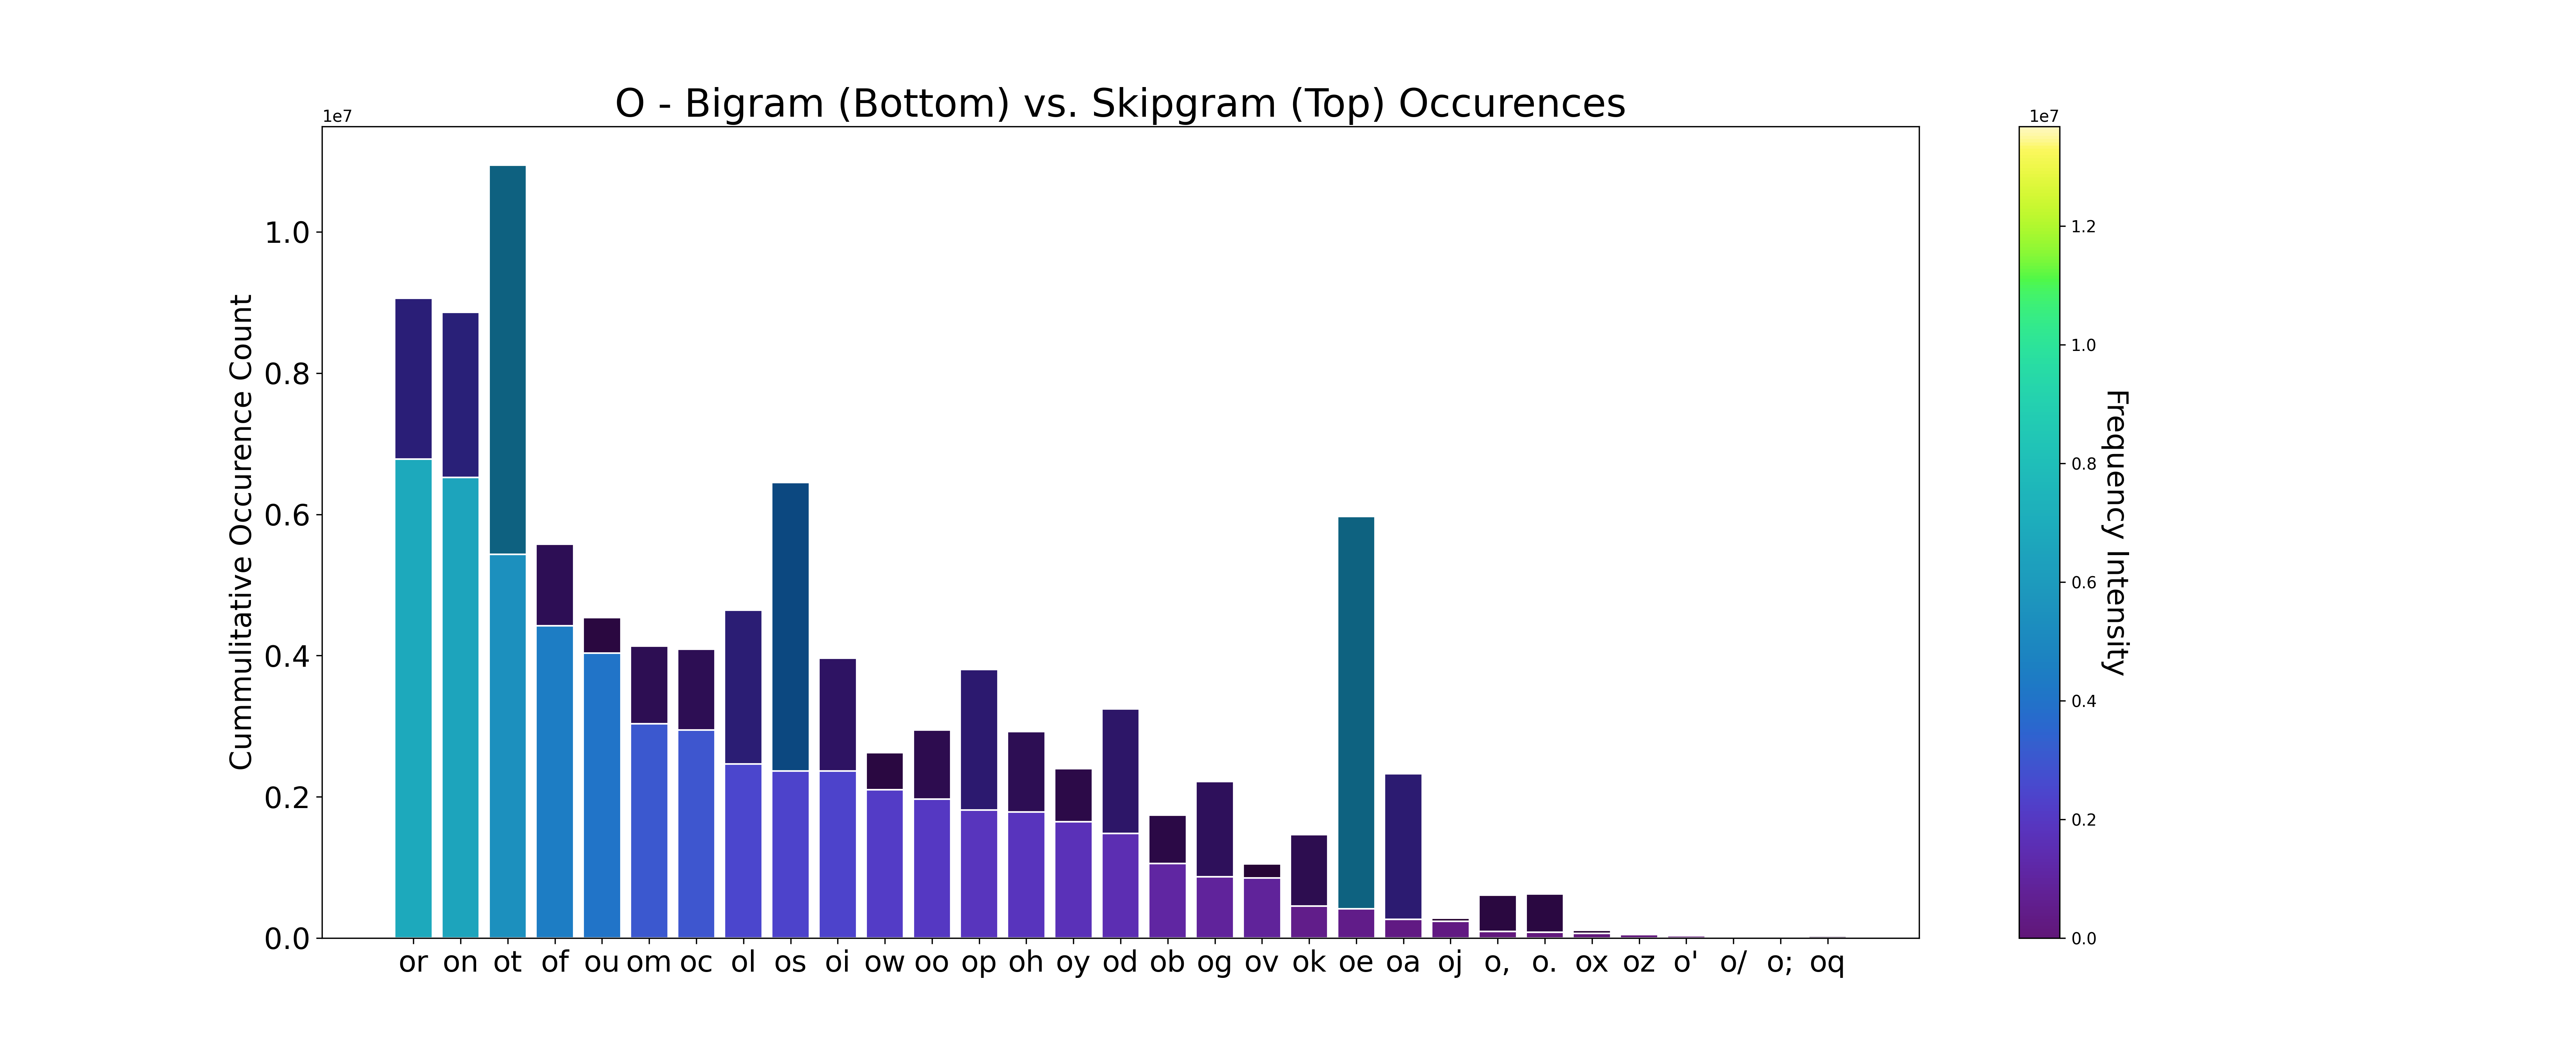 O - Bigram (Bottom) vs. Skipgram (Top) Occurences
1e7
1.0
0.8
0.6
0.4
0.2
0.0
Cummulitative Occurence Count
or on ot of ou om oc ol os oi ow oo op oh oy od ob og ov ok oe oa oj o, o. ox oz o' o/ o; oq
1e7
1.2
1.0
0.8
0.6
0.4
0.2
0.0
Frequency Intensity